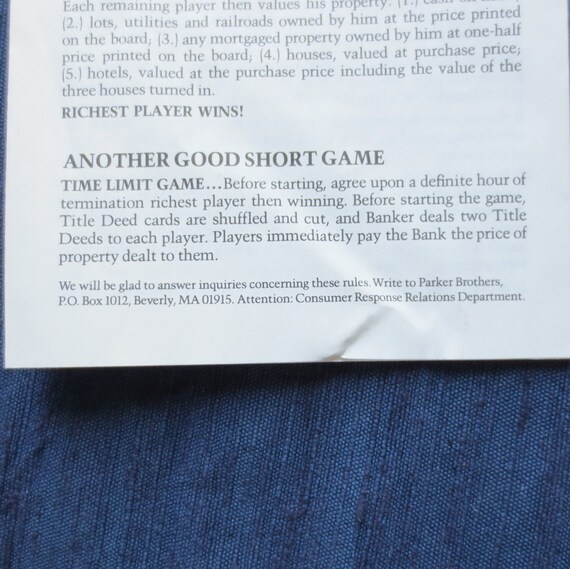 Each remaining player then values his property: (1.) cash on
(2.) lots, utilities and railroads owned by him at the price printed
on the board; (3.) any mortgaged property owned by him at one-half
price printed on the board; (4.) houses, valued at purchase price;
(5.) hotels, valued at the purchase price including the value of the
three houses turned in.
RICHEST PLAYER WINS!
ANOTHER GOOD SHORT GAME
TIME LIMIT GAME...Before starting, agree upon a definite hour of
termination richest player then winning. Before starting the game,
Title Deed cards are shuffled and cut, and Banker deals two Title
Deeds to each player. Players immediately pay the Bank the price of
property dealt to them.
We will be glad to answer inquiries concerning these rules. Write to Parker Brothers,
P.O. Box 1012, Beverly, MA 01915. Attention: Consumer Response Relations Department.